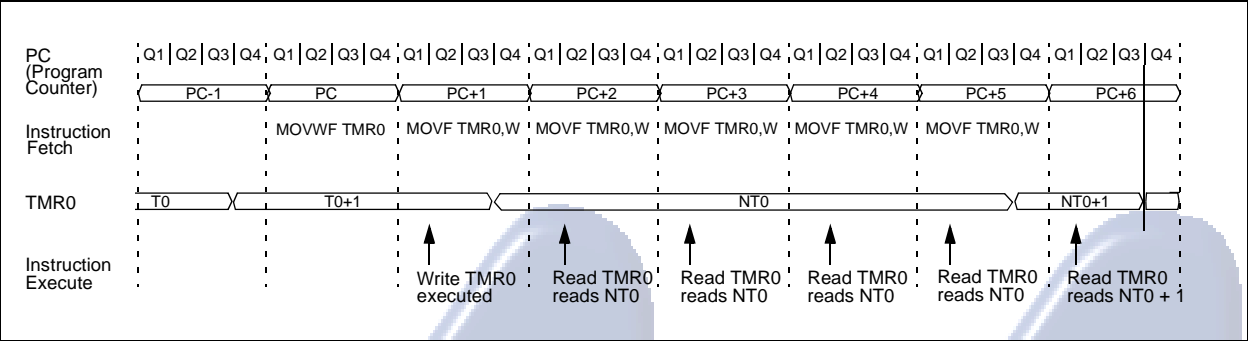 PC Q1 Q2 Q3 Q4 Q1 Q2 Q3 Q4 Q1 Q2 Q3 Q4 Q1 Q2 Q3 Q4 Q1 Q2 Q3 Q4 Q1 Q2 Q3 Q4 Q1 Q2 Q3 Q4 Q1 Q2 Q3 Q4
(Program
Counter) PC-1 PC PC+1 PC+2 PC+3 PC+4 PC+5 PC+6
Instruction MOVWF TMR0 MOVF TMR0,W MOVF TMR0,W MOVF TMR0,W MOVF TMR0,W MOVF TMR0,W
Fetch
TMR0 T0 T0+1 NT0 NT0+1
Instruction Write TMR0 Read TMR0 Read TMR0 Read TMR0 Read TMR0 Read TMR0
Execute executed reads NT0 reads NT0 reads NT0 reads NT0 reads NT0 + 1